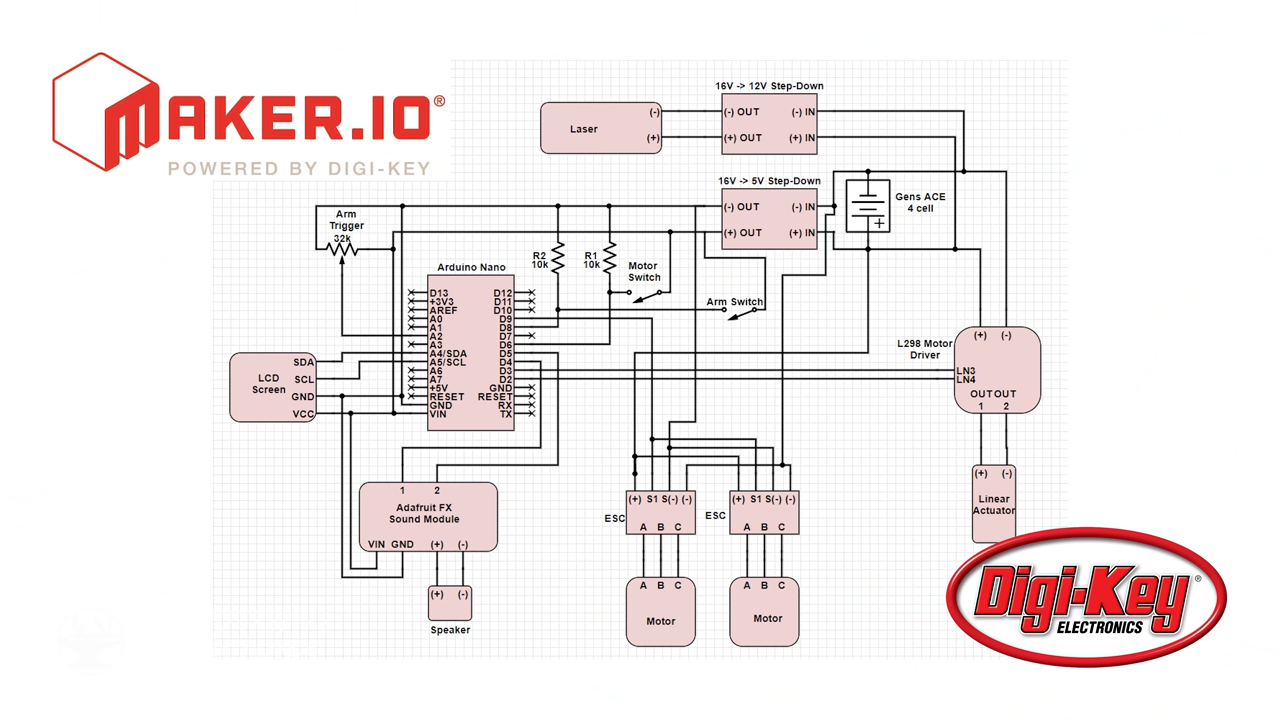 MAKER.IO®
POWERED BY DIGI-KEY
16V -> 12V Step-Down
Laser
(-)
(+)
(-) OUT
(+) OUT
(-) IN
(+) IN
16V -> 5V Step-Down
(-) OUT
(+) OUT
(-) IN
(+) IN
Gens ACE
4 cell
+
Arm
Trigger
32k
R2
10k
R1
10k
Motor
Switch
Arm Switch
Arduino Nano
D13
+3V3
AREF
A0
A1
A2
A3
A4/SDA
A5/SCL
A6
A7
+5V
RESET
GND
VIN
D12
D11
D10
D9
D8
D7
D6
D5
D4
D3
D2
GND
RESET
RX
TX
LCD
Screen
SDA
SCL
GND
VCC
L298 Motor
Driver
(+) (-)
LN3
LN4
OUT OUT
1 2
(+) (-)
Linear
Actuator
1 2
Adafruit FX
Sound Module
VIN GND (+) (-)
(+) (-)
Speaker
ESC
(+) S1 S(-) (-)
A B C
A B C
Motor
ESC
(+) S1 S(-) (-)
A B C
A B C
Motor
Digi-Key®
ELECTRONICS